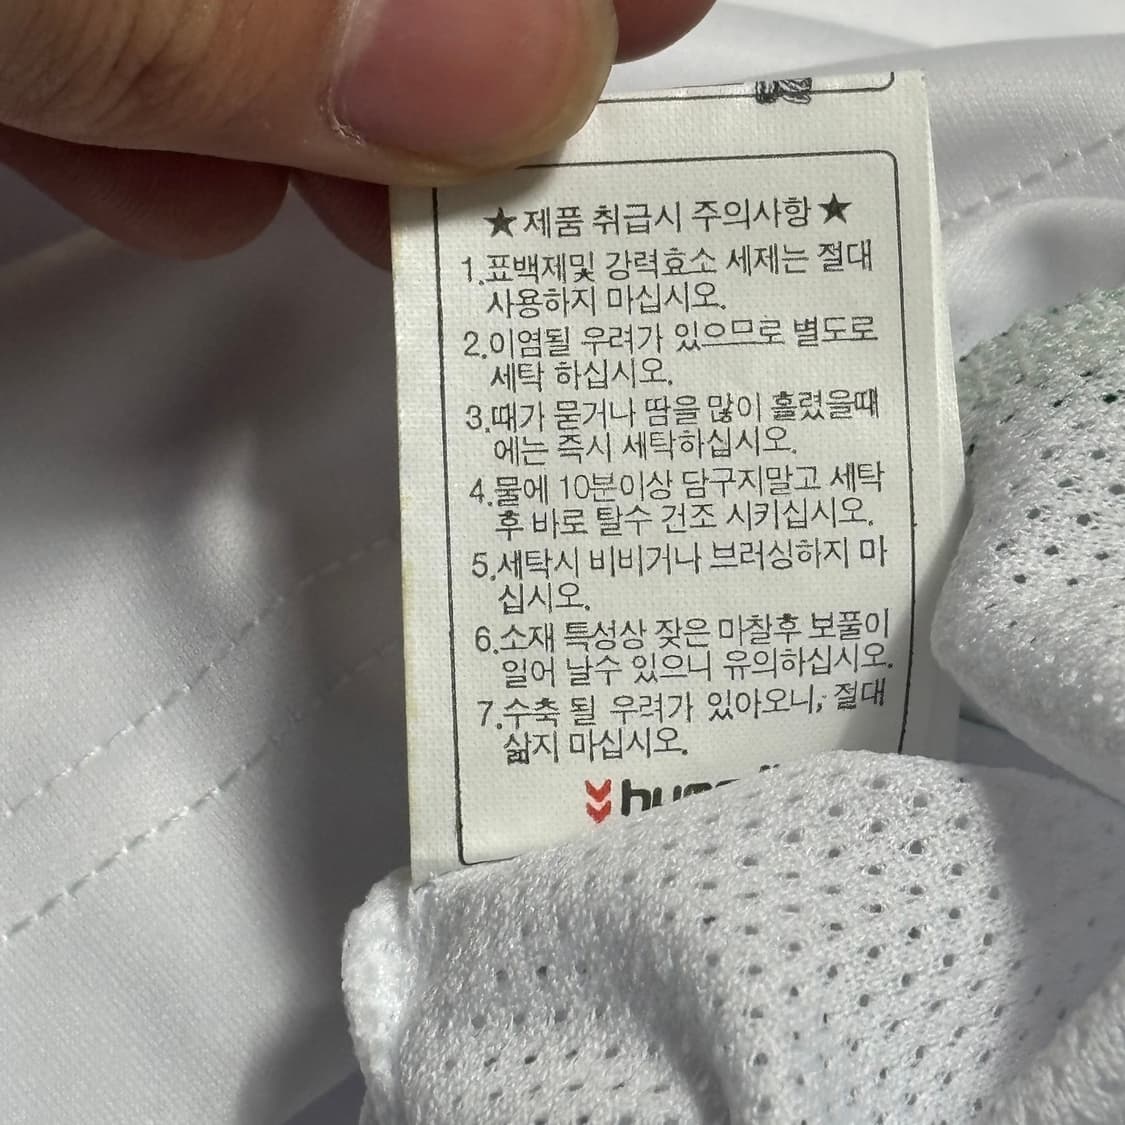 ★제품 취급시 주의사항★
1.표백제및 강력효소 세제는 절대
사용하지 마십시오.
2.이염될 우려가 있으므로 별도로
세탁 하십시오.
3.때가 묻거나 땀을 많이 흘렸을때
에는 즉시 세탁하십시오.
4.물에 10분이상 담구지말고 세탁
후 바로 탈수 건조 시키십시오.
5.세탁시 비비거나 브러싱하지 마
십시오.
6.소재 특성상 잦은 마찰후 보풀이
일어 날수 있으니 유의하십시오.
7.수축 될 우려가 있아오니, 절대
삶지 마십시오.